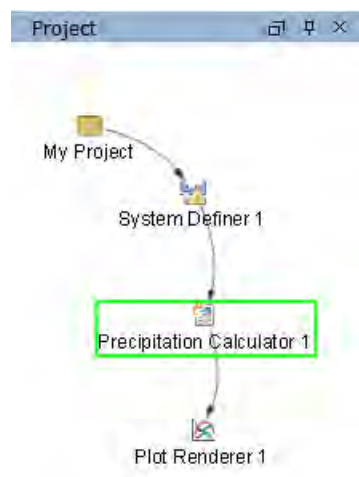 Project
My Project
System Definer 1
Precipitation Calculator 1
Plot Renderer 1